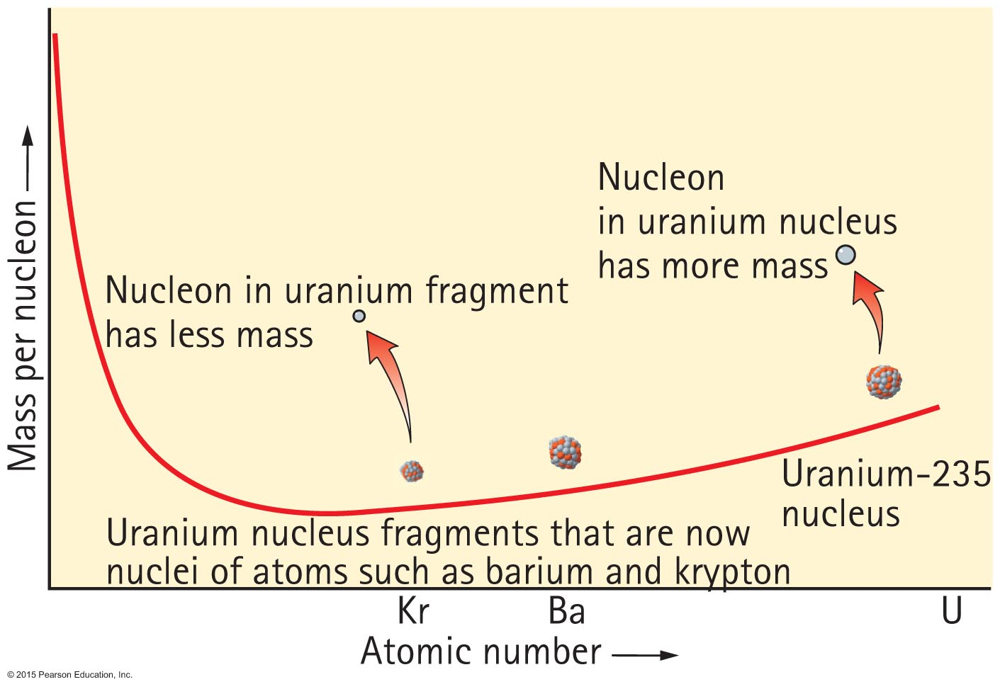 Mass per nucleon
Nucleon
in uranium nucleus
has more mass
Nucleon in uranium fragment
has less mass
Uranium-235
nucleus
Uranium nucleus fragments that are now
nuclei of atoms such as barium and krypton
Kr Ba U
Atomic number
© 2015 Pearson Education, Inc.